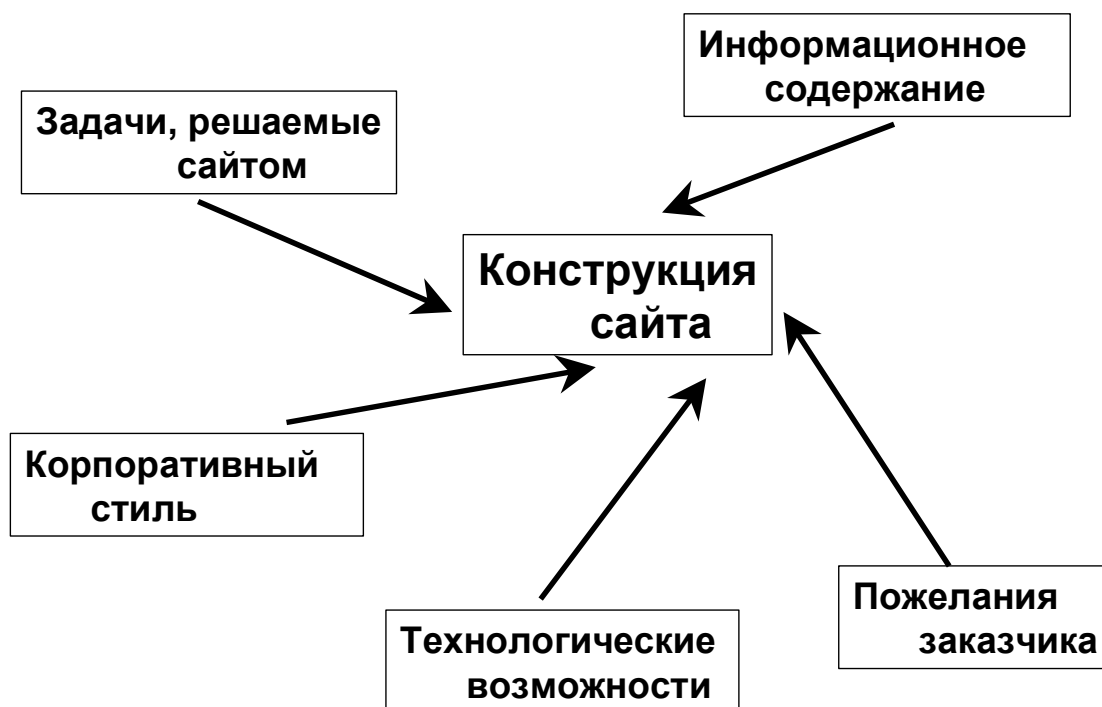 Информационное
содержание
Задачи, решаемые
сайтом
Конструкция
сайта
Корпоративный
стиль
Технологические
возможности
Пожелания
заказчика